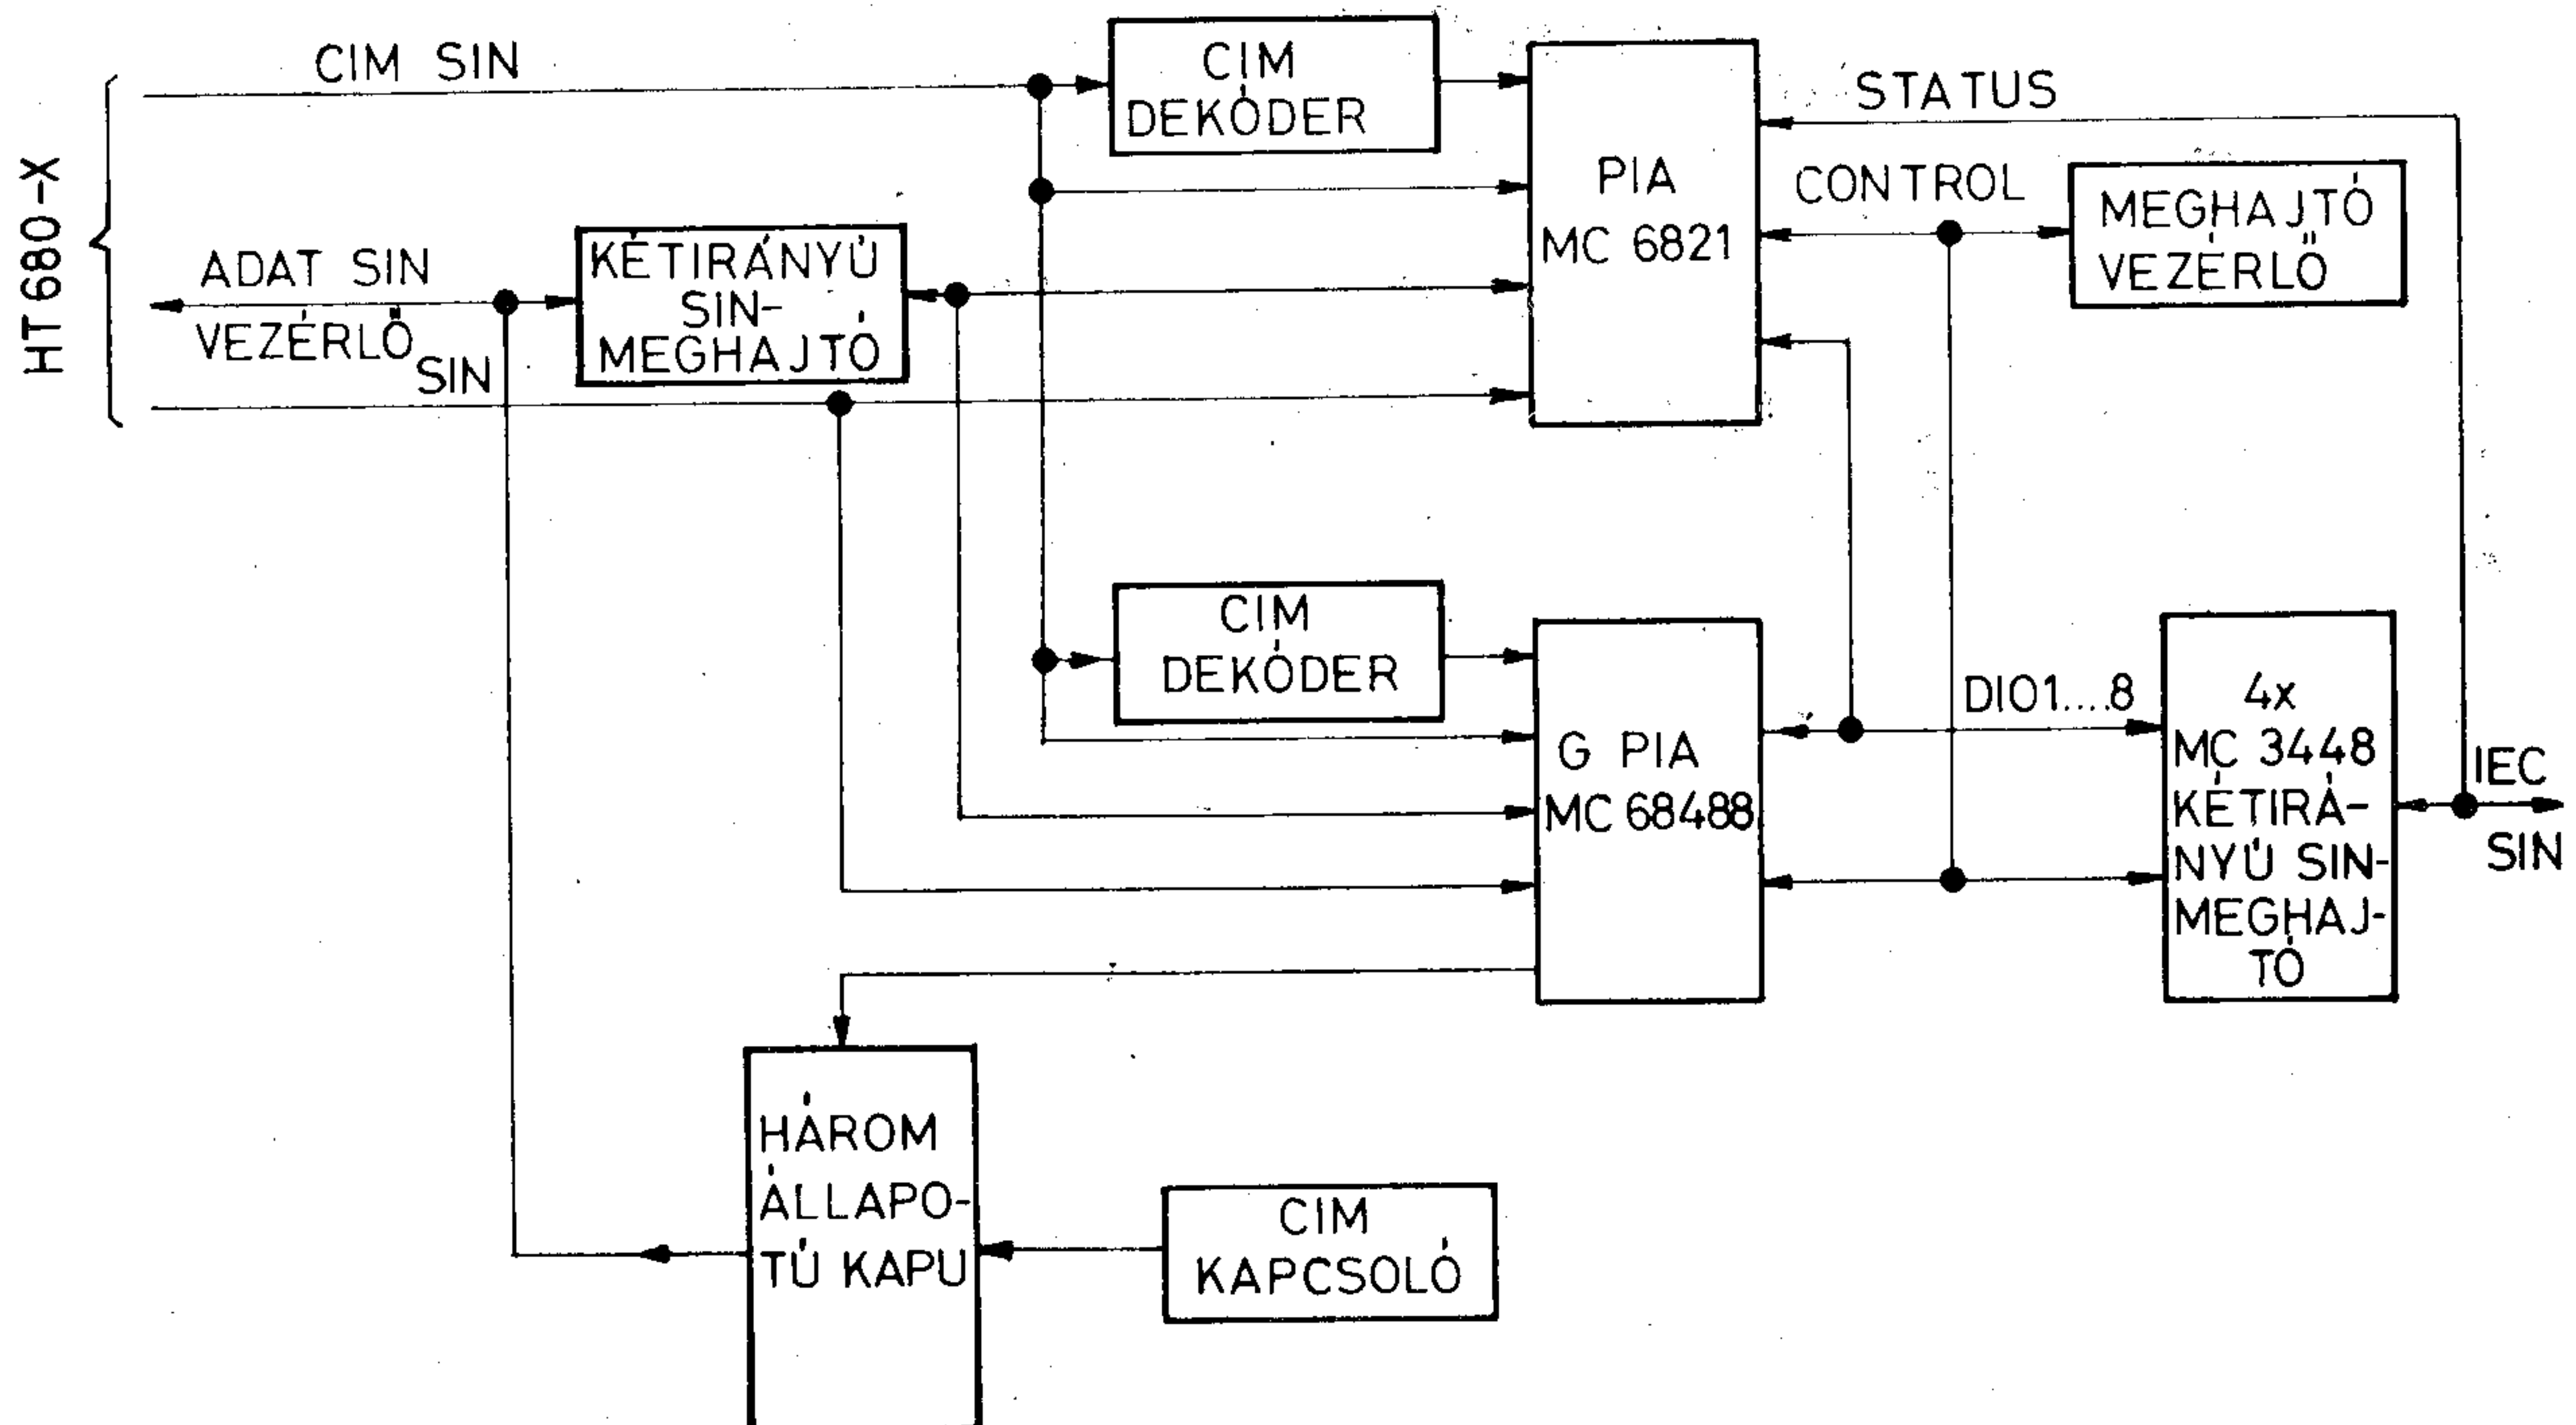 HT 680-X
CIM SIN
ADAT SIN
VEZÉRLŐ
SIN
KÉTIRÁNYÚ
SIN-
MEGHAJTÓ
CIM
DEKÓDER
PIA
MC 6821
STATUS
CONTROL
MEGHAJTÓ
VEZÉRLŐ
CIM
DEKÓDER
G PIA
MC 68488
DIO1....8
4x
MC 3448
KÉTIRÁ-
NYÚ SIN-
MEGHAJ-
TÓ
IEC
SIN
HÁROM
ÁLLAPO-
TÚ KAPU
CIM
KAPCSOLÓ